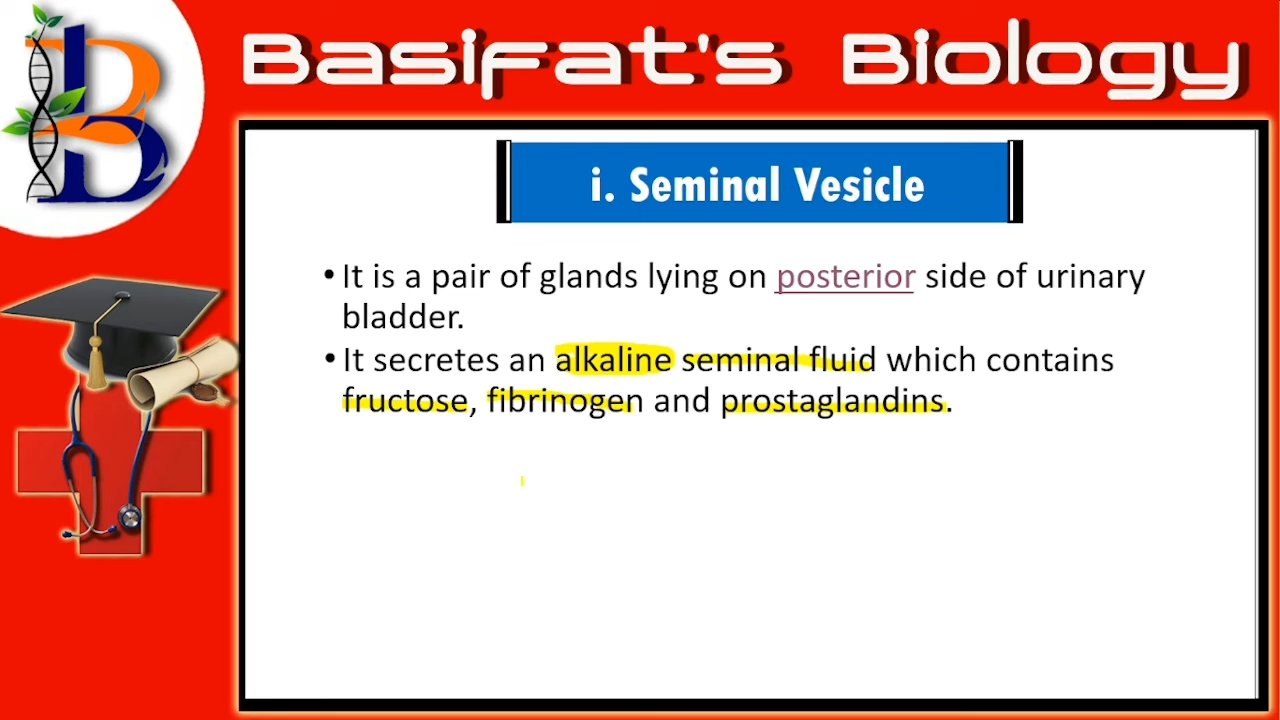 Basifat's Biology
i. Seminal Vesicle
•It is a pair of glands lying on posterior side of urinary
bladder.
•It secretes an alkaline seminal fluid which contains
fructose, fibrinogen and prostaglandins.